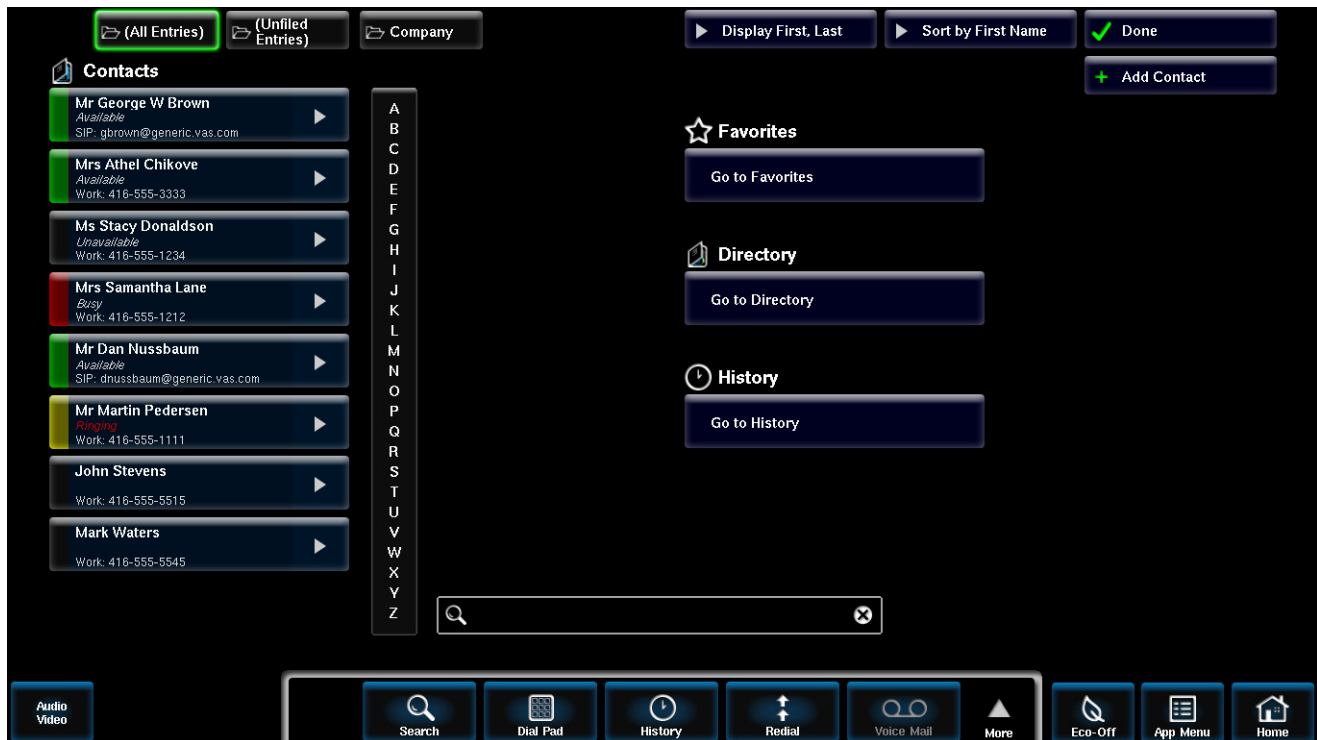 (All Entries)
(Unfiled
Entries)
Company
Display First, Last
Sort by First Name
Done
Add Contact
Contacts
Mr George W Brown
Available
SIP: gbrown@generic.vas.com
Mrs Athel Chikove
Available
Work: 416-555-3333
Ms Stacy Donaldson
Unavailable
Work: 416-555-1234
Mrs Samantha Lane
Busy
Work: 416-555-1212
Mr Dan Nussbaum
Available
SIP: dnussbaum@generic.vas.com
Mr Martin Pedersen
Ringing
Work: 416-555-1111
John Stevens
Work: 416-555-5515
Mark Waters
Work: 416-555-5545
A
B
C
D
E
F
G
H
I
J
K
L
M
N
O
P
Q
R
S
T
U
V
W
X
Y
Z
Favorites
Go to Favorites
Directory
Go to Directory
History
Go to History
Audio
Video
Search
Dial Pad
History
Redial
Voice Mail
More
Eco-Off
App Menu
Home